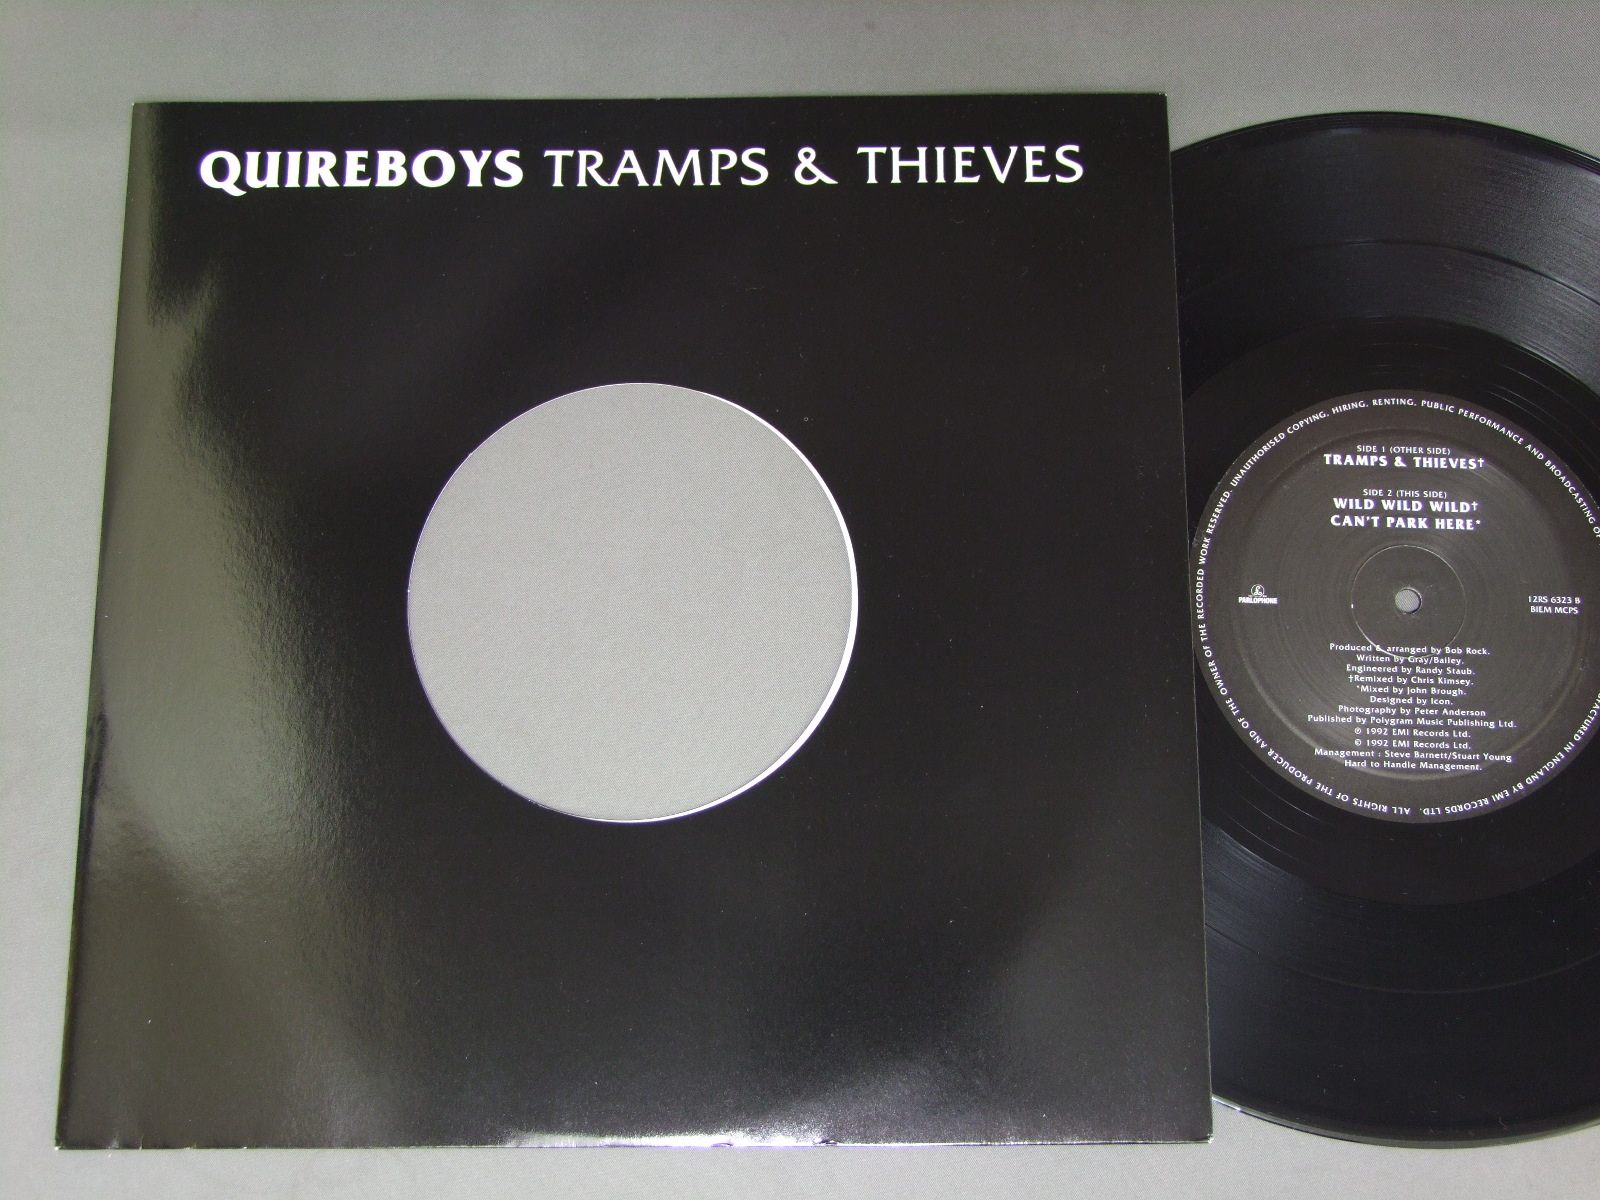 QUIREBOYS TRAMPS & THIEVES
SIDE 1 (OTHER SIDE)
TRAMPS & THIEVES†
SIDE 2 (THIS SIDE)
WILD WILD WILD†
CAN'T PARK HERE*
PARLOPHONE
12RS 6323 B
BIEM MCPS
Produced & arranged by Bob Rock.
Written by Gray/Bailey.
Engineered by Randy Staub.
†Remixed by Chris Kimsey.
*Mixed by John Brough.
Designed by Icon.
Photography by Peter Anderson
Published by Polygram Music Publishing Ltd.
℗ 1992 EMI Records Ltd.
© 1992 EMI Records Ltd.
Management : Steve Barnett/Stuart Young
Hard to Handle Management.
ALL RIGHTS OF THE PRODUCER AND OF THE OWNER OF THE RECORDED WORK RESERVED. UNAUTHORISED COPYING, HIRING, RENTING, PUBLIC PERFORMANCE AND BROADCASTING OF
IN ENGLAND BY EMI RECORDS LTD.